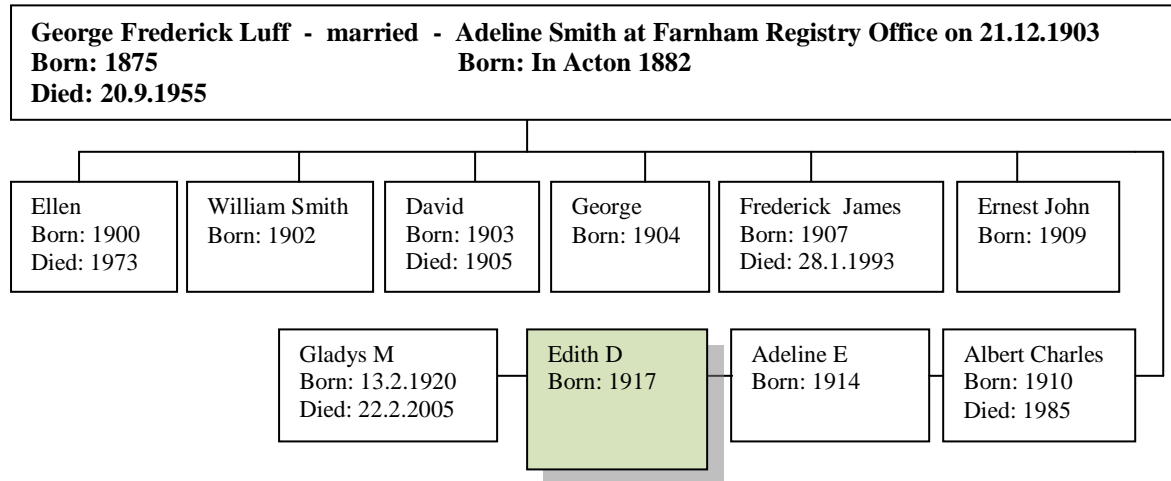 George Frederick Luff - married - Adeline Smith at Farnham Registry Office on 21.12.1903
Born: 1875 Born: In Acton 1882
Died: 20.9.1955
Ellen
Born: 1900
Died: 1973
William Smith
Born: 1902
David
Born: 1903
Died: 1905
George
Born: 1904
Frederick James
Born: 1907
Died: 28.1.1993
Ernest John
Born: 1909
Gladys M
Born: 13.2.1920
Died: 22.2.2005
Edith D
Born: 1917
Adeline E
Born: 1914
Albert Charles
Born: 1910
Died: 1985